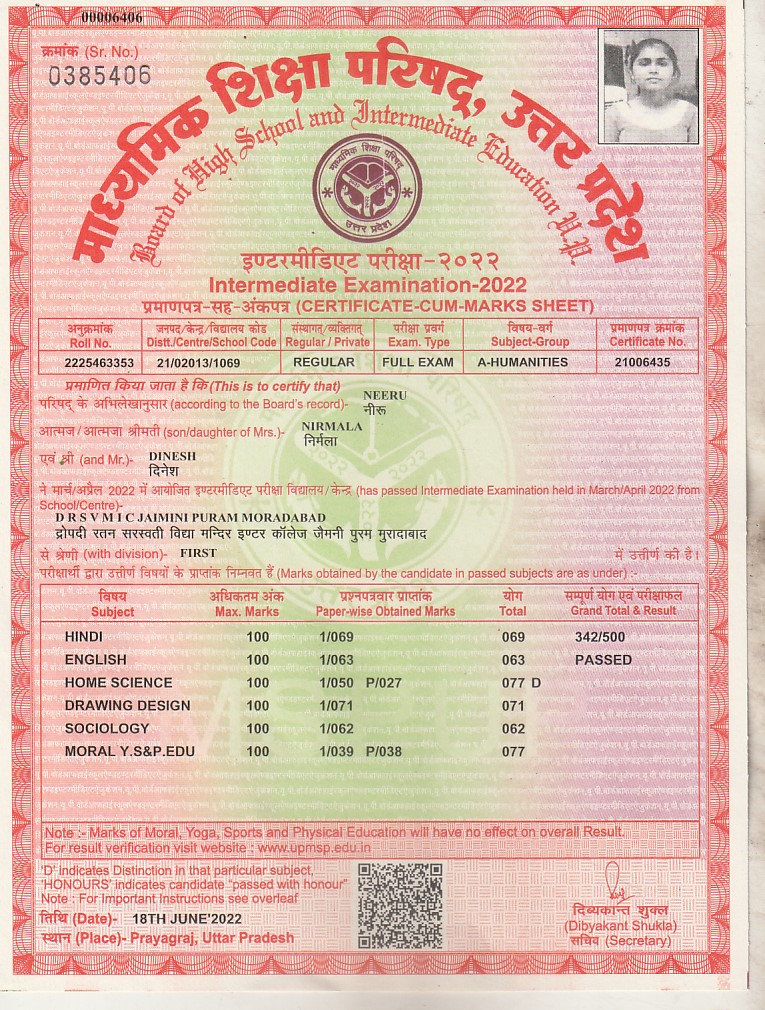 00006406
क्रमांक (Sr. No.)
0385406
माध्यमिक शिक्षा परिषद्, उत्तर प्रदेश
Board of High School and Intermediate Education U.P.
माध्यमिक शिक्षा परिषद्
उत्तर प्रदेश
इण्टरमीडिएट परीक्षा-२०२२
Intermediate Examination-2022
प्रमाणपत्र-सह-अंकपत्र (CERTIFICATE-CUM-MARKS SHEET)
अनुक्रमांक जनपद/केन्द्र/विद्यालय कोड संस्थागत/व्यक्तिगत परीक्षा प्रवर्ग विषय-वर्ग प्रमाणपत्र क्रमांक
Roll No. Distt./Centre/School Code Regular / Private Exam. Type Subject-Group Certificate No.
2225463353 21/02013/1069 REGULAR FULL EXAM A-HUMANITIES 21006435
प्रमाणित किया जाता है कि (This is to certify that)
परिषद् के अभिलेखानुसार (according to the Board's record)- NEERU
नीरू
आत्मज/आत्मजा श्रीमती (son/daughter of Mrs.)- NIRMALA
निर्मला
एवं श्री (and Mr.)- DINESH
दिनेश
ने मार्च/अप्रैल 2022 में आयोजित इण्टरमीडिएट परीक्षा विद्यालय/केन्द्र (has passed Intermediate Examination held in March/April 2022 from
School/Centre)-
D R S V M I C JAIMINI PURAM MORADABAD
द्रोपदी रतन सरस्वती विद्या मन्दिर इण्टर कॉलेज जैमनी पुरम मुरादाबाद
से श्रेणी (with division)- FIRST में उत्तीर्ण की है।
परीक्षार्थी द्वारा उत्तीर्ण विषयों के प्राप्तांक निम्नवत हैं (Marks obtained by the candidate in passed subjects are as under) :-
विषय अधिकतम अंक प्रश्नपत्रवार प्राप्तांक योग सम्पूर्ण योग एवं परीक्षाफल
Subject Max. Marks Paper-wise Obtained Marks Total Grand Total & Result
HINDI 100 1/069 069 342/500
ENGLISH 100 1/063 063 PASSED
HOME SCIENCE 100 1/050 P/027 077 D
DRAWING DESIGN 100 1/071 071
SOCIOLOGY 100 1/062 062
MORAL Y.S&P.EDU 100 1/039 P/038 077
Note :- Marks of Moral, Yoga, Sports and Physical Education will have no effect on overall Result.
For result verification visit website : www.upmsp.edu.in
'D' indicates Distinction in that particular subject,
'HONOURS' indicates candidate "passed with honour"
Note : For Important Instructions see overleaf
तिथि (Date)- 18TH JUNE'2022
स्थान (Place)- Prayagraj, Uttar Pradesh
दिव्यकान्त शुक्ल
(Dibyakant Shukla)
सचिव (Secretary)